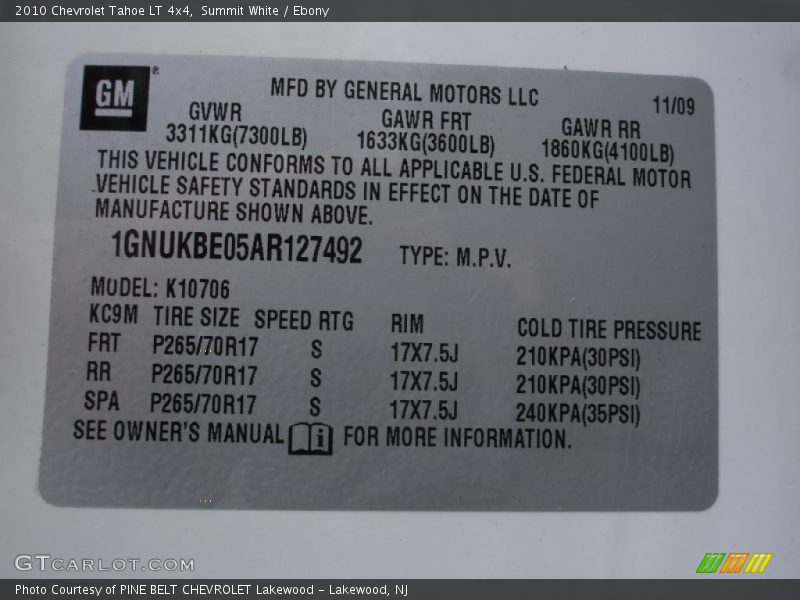 2010 Chevrolet Tahoe LT 4x4, Summit White / Ebony
GM
MFD BY GENERAL MOTORS LLC
11/09
GVWR GAWR FRT GAWR RR
3311KG(7300LB) 1633KG(3600LB) 1860KG(4100LB)
THIS VEHICLE CONFORMS TO ALL APPLICABLE U.S. FEDERAL MOTOR
VEHICLE SAFETY STANDARDS IN EFFECT ON THE DATE OF
MANUFACTURE SHOWN ABOVE.
1GNUKBE05AR127492 TYPE: M.P.V.
MODEL: K10706
KC9M TIRE SIZE SPEED RTG RIM COLD TIRE PRESSURE
FRT P265/70R17 S 17X7.5J 210KPA(30PSI)
RR P265/70R17 S 17X7.5J 210KPA(30PSI)
SPA P265/70R17 S 17X7.5J 240KPA(35PSI)
SEE OWNER'S MANUAL i FOR MORE INFORMATION.
GTCARLOT.COM
Photo Courtesy of PINE BELT CHEVROLET Lakewood - Lakewood, NJ